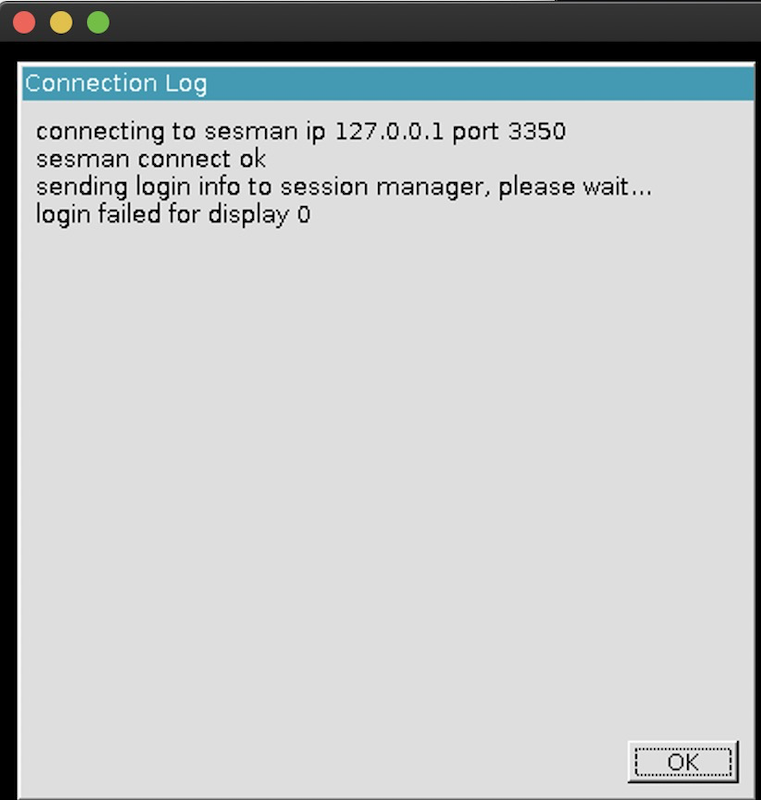 Connection Log
connecting to sesman ip 127.0.0.1 port 3350
sesman connect ok
sending login info to session manager, please wait...
login failed for display 0
OK